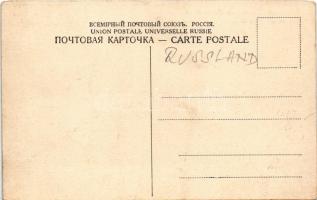 ВСЕМІРНЫЙ ПОЧТОВЫЙ СОЮЗЪ. РОССІЯ.
UNION POSTALE UNIVERSELLE RUSSIE
ПОЧТОВАЯ КАРТОЧКА — CARTE POSTALE
RUSSLAND